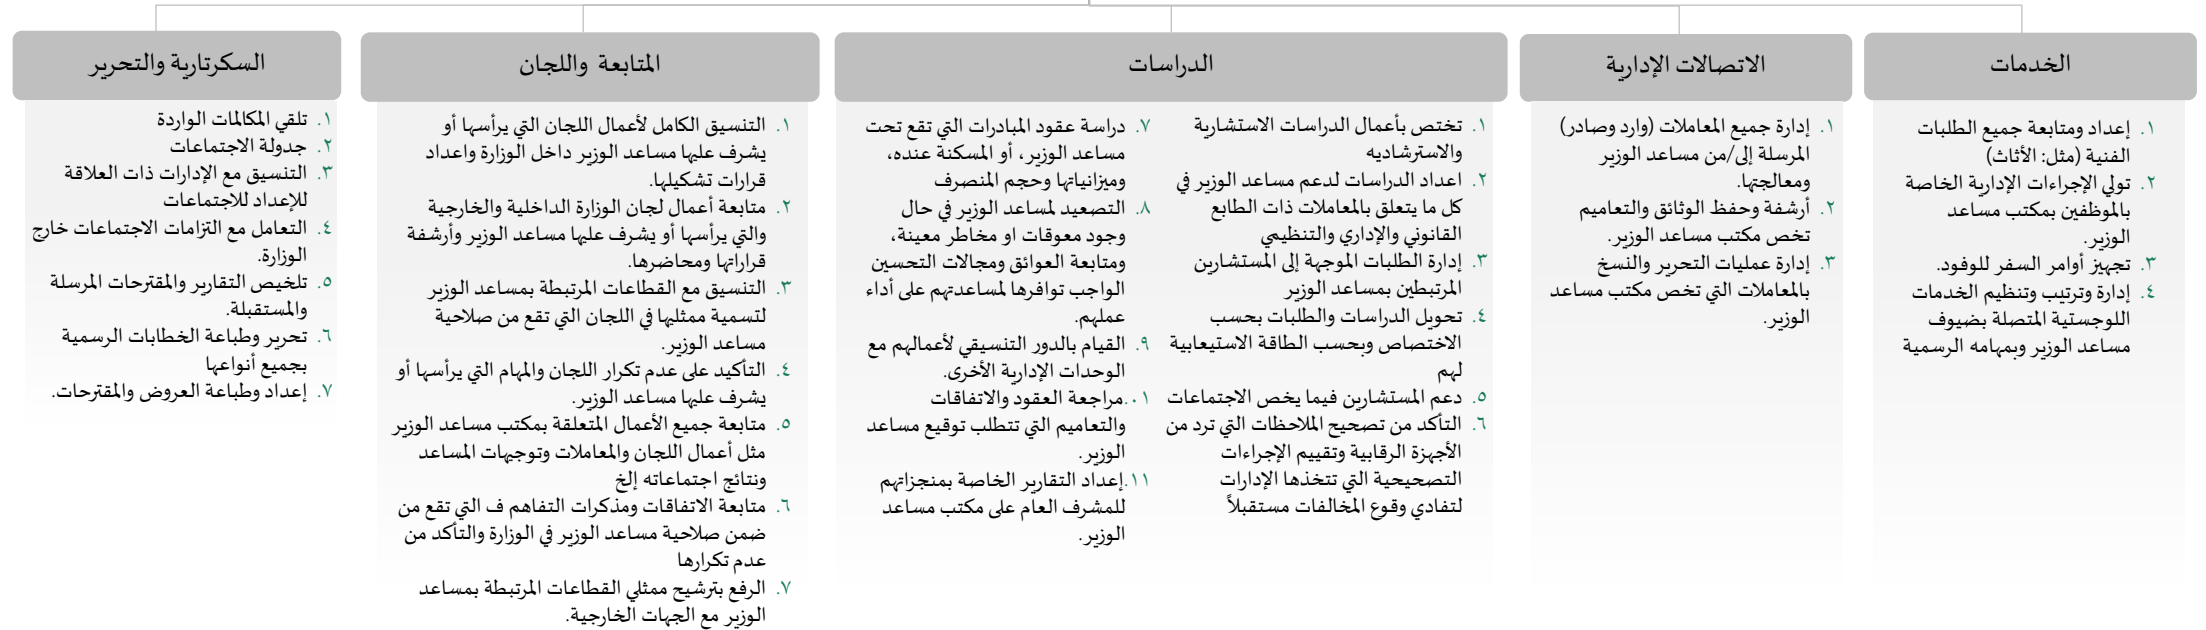 الخدمات
١. إعداد ومتابعة جميع الطلبات
الفنية (مثل: الأثاث)
٢. تولي الإجراءات الإدارية الخاصة
بالموظفين بمكتب مساعد
الوزير.
٣. تجهيز أوامر السفر للوفود.
٤. إدارة وترتيب وتنظيم الخدمات
اللوجستية المتصلة بضيوف
مساعد الوزير وبمهامه الرسمية
الاتصالات الإدارية
١. إدارة جميع المعاملات (وارد وصادر)
المرسلة إلى/من مساعد الوزير
ومعالجتها.
٢. أرشفة وحفظ الوثائق والتعاميم
تخص مكتب مساعد الوزير.
٣. إدارة عمليات التحرير والنسخ
بالمعاملات التي تخص مكتب مساعد
الوزير.
الدراسات
١. تختص بأعمال الدراسات الاستشارية
والاسترشاديه
٢. اعداد الدراسات لدعم مساعد الوزير في
كل ما يتعلق بالمعاملات ذات الطابع
القانوني والإداري والتنظيمي
٣. إدارة الطلبات الموجهة إلى المستشارين
المرتبطين بمساعد الوزير
٤. تحويل الدراسات والطلبات بحسب
الاختصاص وبحسب الطاقة الاستيعابية
لهم
٥. دعم المستشارين فيما يخص الاجتماعات
٦. التأكد من تصحيح الملاحظات التي ترد من
الأجهزة الرقابية وتقييم الإجراءات
التصحيحية التي تتخذها الإدارات
لتفادي وقوع المخالفات مستقبلاً
٧. دراسة عقود المبادرات التي تقع تحت
مساعد الوزير، أو المسكنة عنده،
وميزانياتها وحجم المنصرف
٨. التصعيد لمساعد الوزير في حال
وجود معوقات او مخاطر معينة،
ومتابعة العوائق ومجالات التحسين
الواجب توافرها لمساعدتهم على أداء
عملهم.
٩. القيام بالدور التنسيقي لأعمالهم مع
الوحدات الإدارية الأخرى.
١٠. مراجعة العقود والاتفاقات
والتعاميم التي تتطلب توقيع مساعد
الوزير.
١١. إعداد التقارير الخاصة بمنجزاتهم
للمشرف العام على مكتب مساعد
الوزير.
المتابعة واللجان
١. التنسيق الكامل لأعمال اللجان التي يرأسها أو
يشرف عليها مساعد الوزير داخل الوزارة واعداد
قرارات تشكيلها.
٢. متابعة أعمال لجان الوزارة الداخلية والخارجية
والتي يرأسها أو يشرف عليها مساعد الوزير وأرشفة
قراراتها ومحاضرها.
٣. التنسيق مع القطاعات المرتبطة بمساعد الوزير
لتسمية ممثليها في اللجان التي تقع من صلاحية
مساعد الوزير.
٤. التأكيد على عدم تكرار اللجان والمهام التي يرأسها أو
يشرف عليها مساعد الوزير.
٥. متابعة جميع الأعمال المتعلقة بمكتب مساعد الوزير
مثل أعمال اللجان والمعاملات وتوجيهات المساعد
ونتائج اجتماعاته إلخ
٦. متابعة الاتفاقات ومذكرات التفاهم ف التي تقع من
ضمن صلاحية مساعد الوزير في الوزارة والتأكد من
عدم تكرارها
٧. الرفع بترشيح ممثلي القطاعات المرتبطة بمساعد
الوزير مع الجهات الخارجية.
السكرتارية والتحرير
١. تلقي المكالمات الواردة
٢. جدولة الاجتماعات
٣. التنسيق مع الإدارات ذات العلاقة
للإعداد للاجتماعات
٤. التعامل مع التزامات الاجتماعات خارج
الوزارة.
٥. تلخيص التقارير والمقترحات المرسلة
والمستقبلة.
٦. تحرير وطباعة الخطابات الرسمية
بجميع أنواعها
٧. إعداد وطباعة العروض والمقترحات.